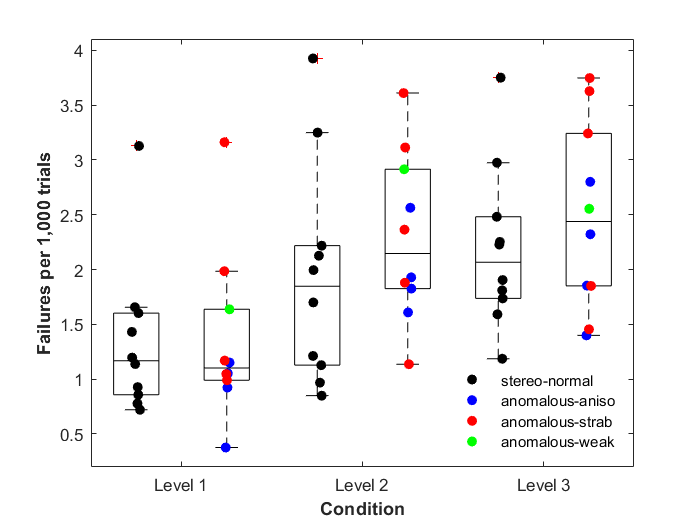 Failures per 1,000 trials
4
3.5
3
2.5
2
1.5
1
0.5
stereo-normal
anomalous-aniso
anomalous-strab
anomalous-weak
Level 1 Level 2 Level 3
Condition